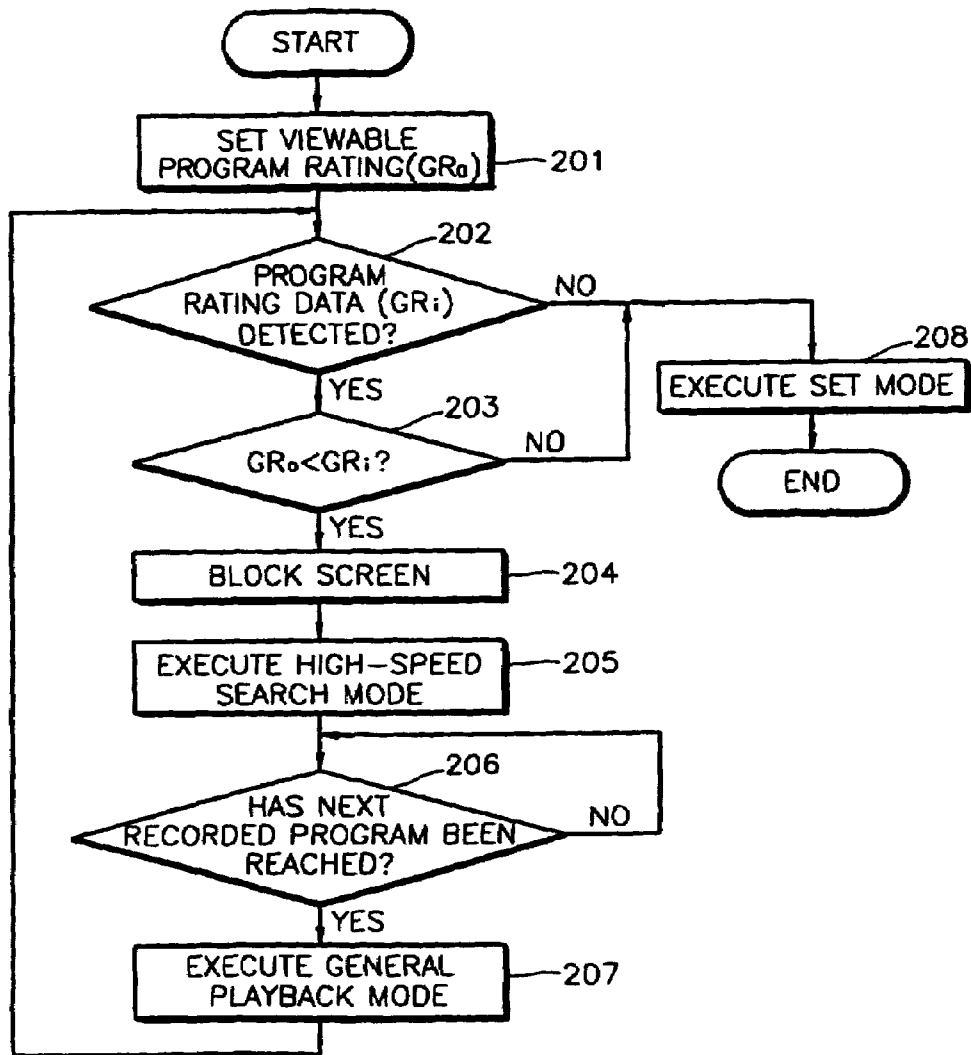 START
SET VIEWABLE
PROGRAM RATING(GRa)
201
202
PROGRAM
RATING DATA (GRi)
DETECTED?
NO
YES
208
EXECUTE SET MODE
END
203
GRo<GRi?
NO
YES
BLOCK SCREEN
204
EXECUTE HIGH-SPEED
SEARCH MODE
205
206
HAS NEXT
RECORDED PROGRAM BEEN
REACHED?
NO
YES
EXECUTE GENERAL
PLAYBACK MODE
207